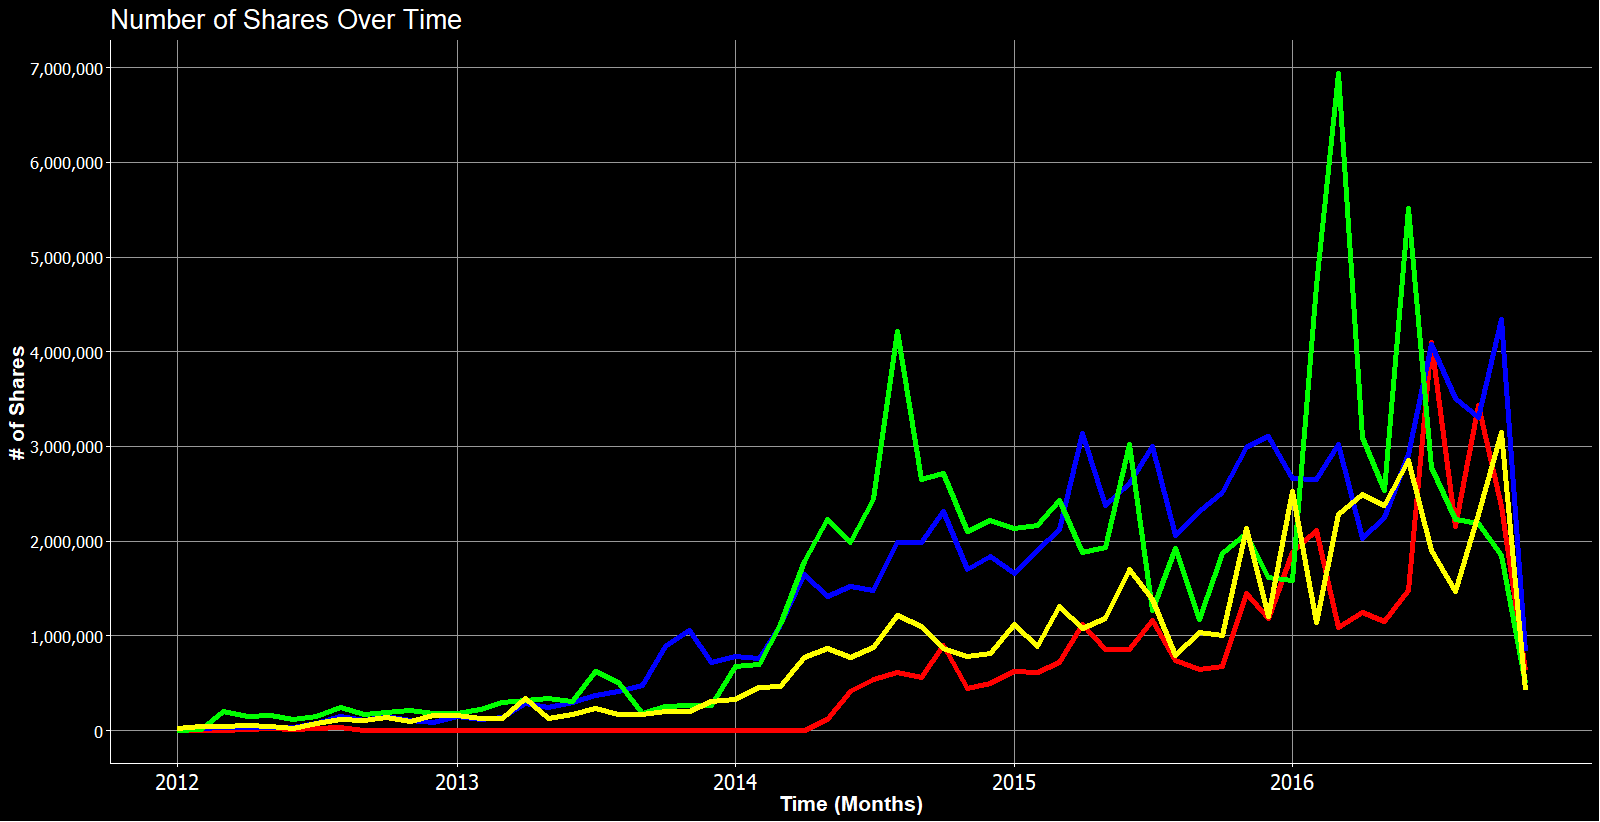 Number of Shares Over Time
7,000,000
6,000,000
5,000,000
4,000,000
3,000,000
2,000,000
1,000,000
0
# of Shares
2012 2013 2014 2015 2016
Time (Months)